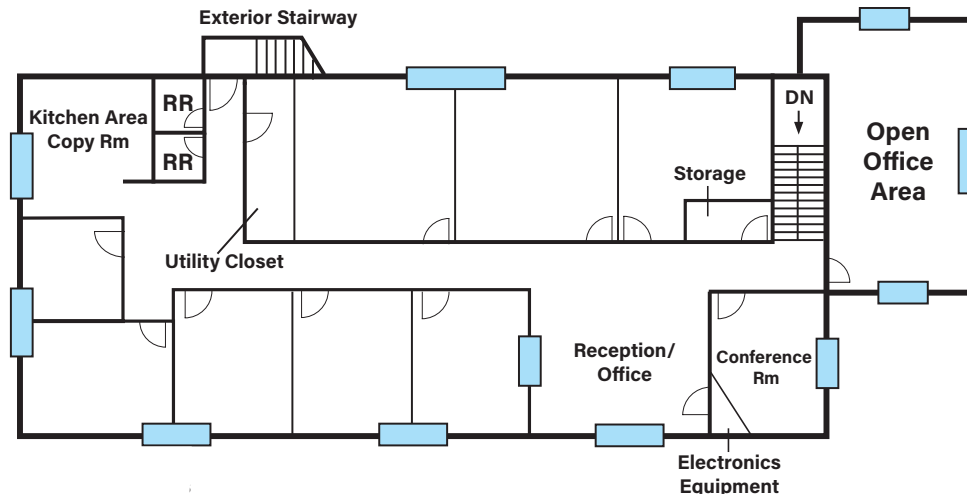 Exterior Stairway
Kitchen Area
Copy Rm
RR
RR
DN
Open
Office
Area
Storage
Utility Closet
Reception/
Office
Conference
Rm
Electronics
Equipment